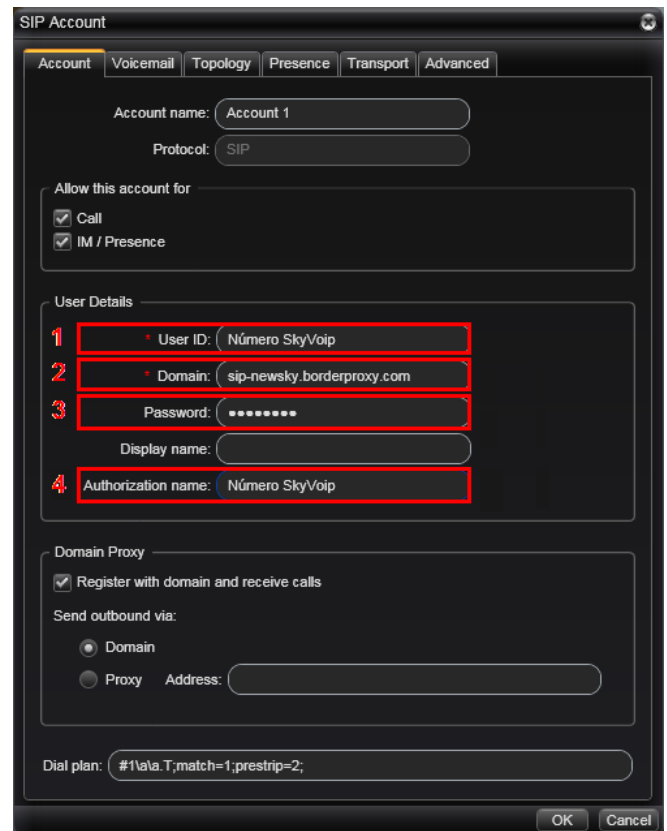 SIP Account
Account Voicemail Topology Presence Transport Advanced
Account name: Account 1
Protocol: SIP
Allow this account for
Call
IM / Presence
User Details
1 * User ID: Número SkyVoip
2 * Domain: sip-newsky.borderproxy.com
3 Password: ••••••••
Display name:
4 Authorization name: Número SkyVoip
Domain Proxy
Register with domain and receive calls
Send outbound via:
Domain
Proxy Address:
Dial plan: #1\a\a.T;match=1;prestrip=2;
OK Cancel